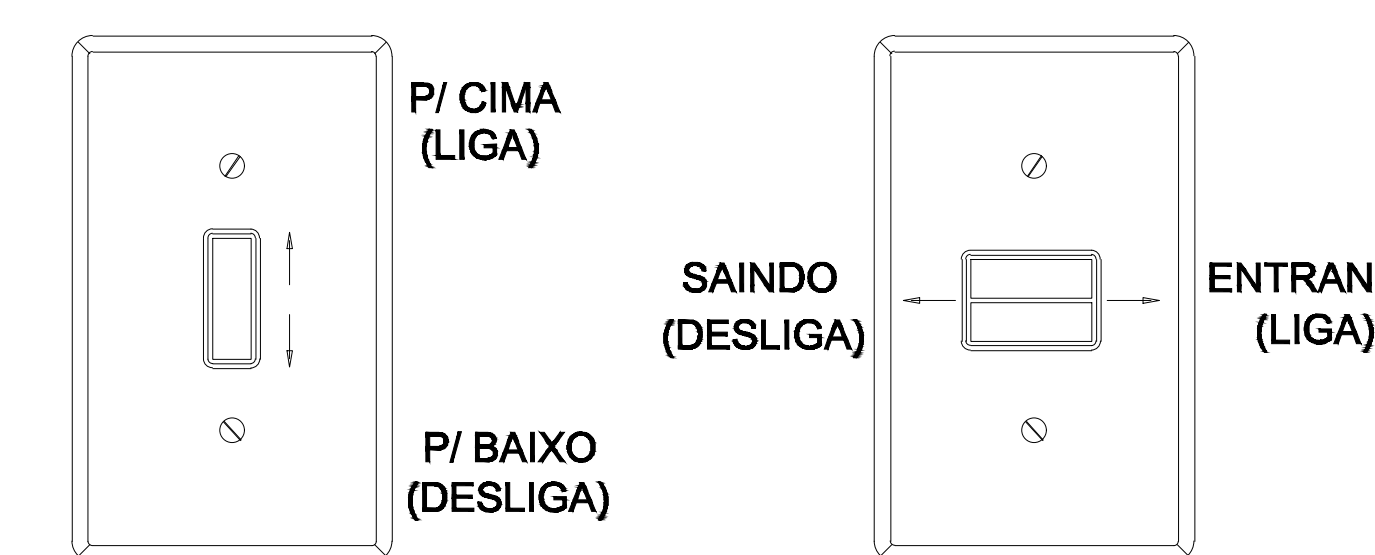 P/ CIMA
(LIGA)
P/ BAIXO
(DESLIGA)
SAINDO
(DESLIGA)
ENTRAN
(LIGA)